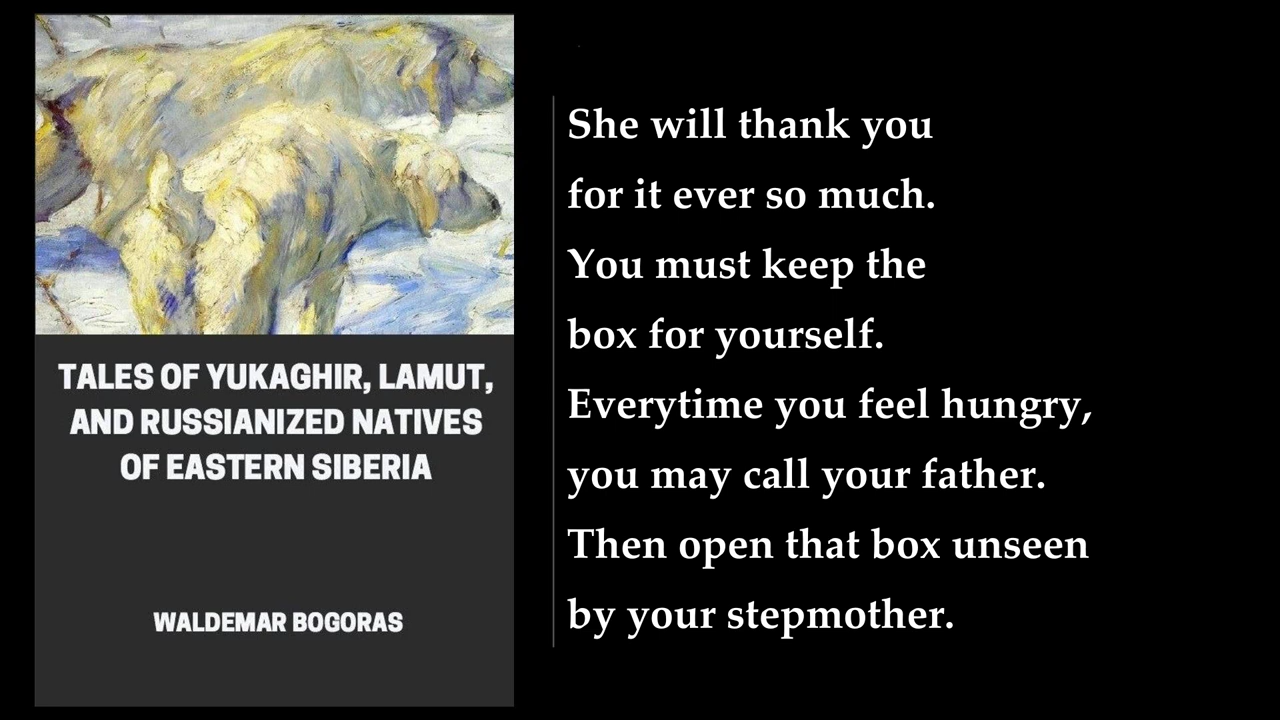 TALES OF YUKAGHIR, LAMUT,
AND RUSSIANIZED NATIVES
OF EASTERN SIBERIA
WALDEMAR BOGORAS
She will thank you
for it ever so much.
You must keep the
box for yourself.
Everytime you feel hungry,
you may call your father.
Then open that box unseen
by your stepmother.